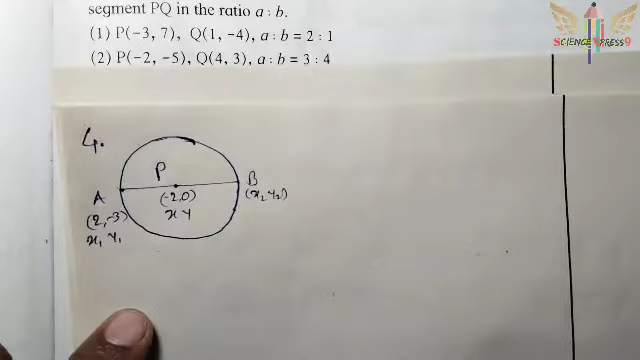 segment PQ in the ratio a : b.
(1) P(−3, 7), Q(1, −4), a : b = 2 : 1
(2) P(−2, −5), Q(4, 3), a : b = 3 : 4
SCIENCE XPRESS9
4.
P
A
B
(-2,0)
x y
(2,-3)
x₁ y₁
(x₂ y₂)